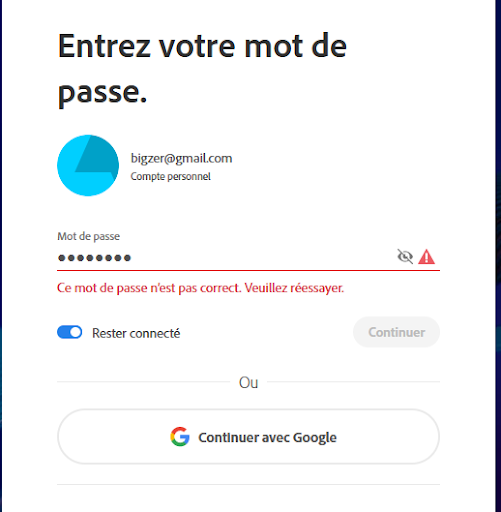 Entrez votre mot de
passe.
bigzer@gmail.com
Compte personnel
Mot de passe
●●●●●●●●
Ce mot de passe n'est pas correct. Veuillez réessayer.
Rester connecté
Continuer
Ou
Continuer avec Google